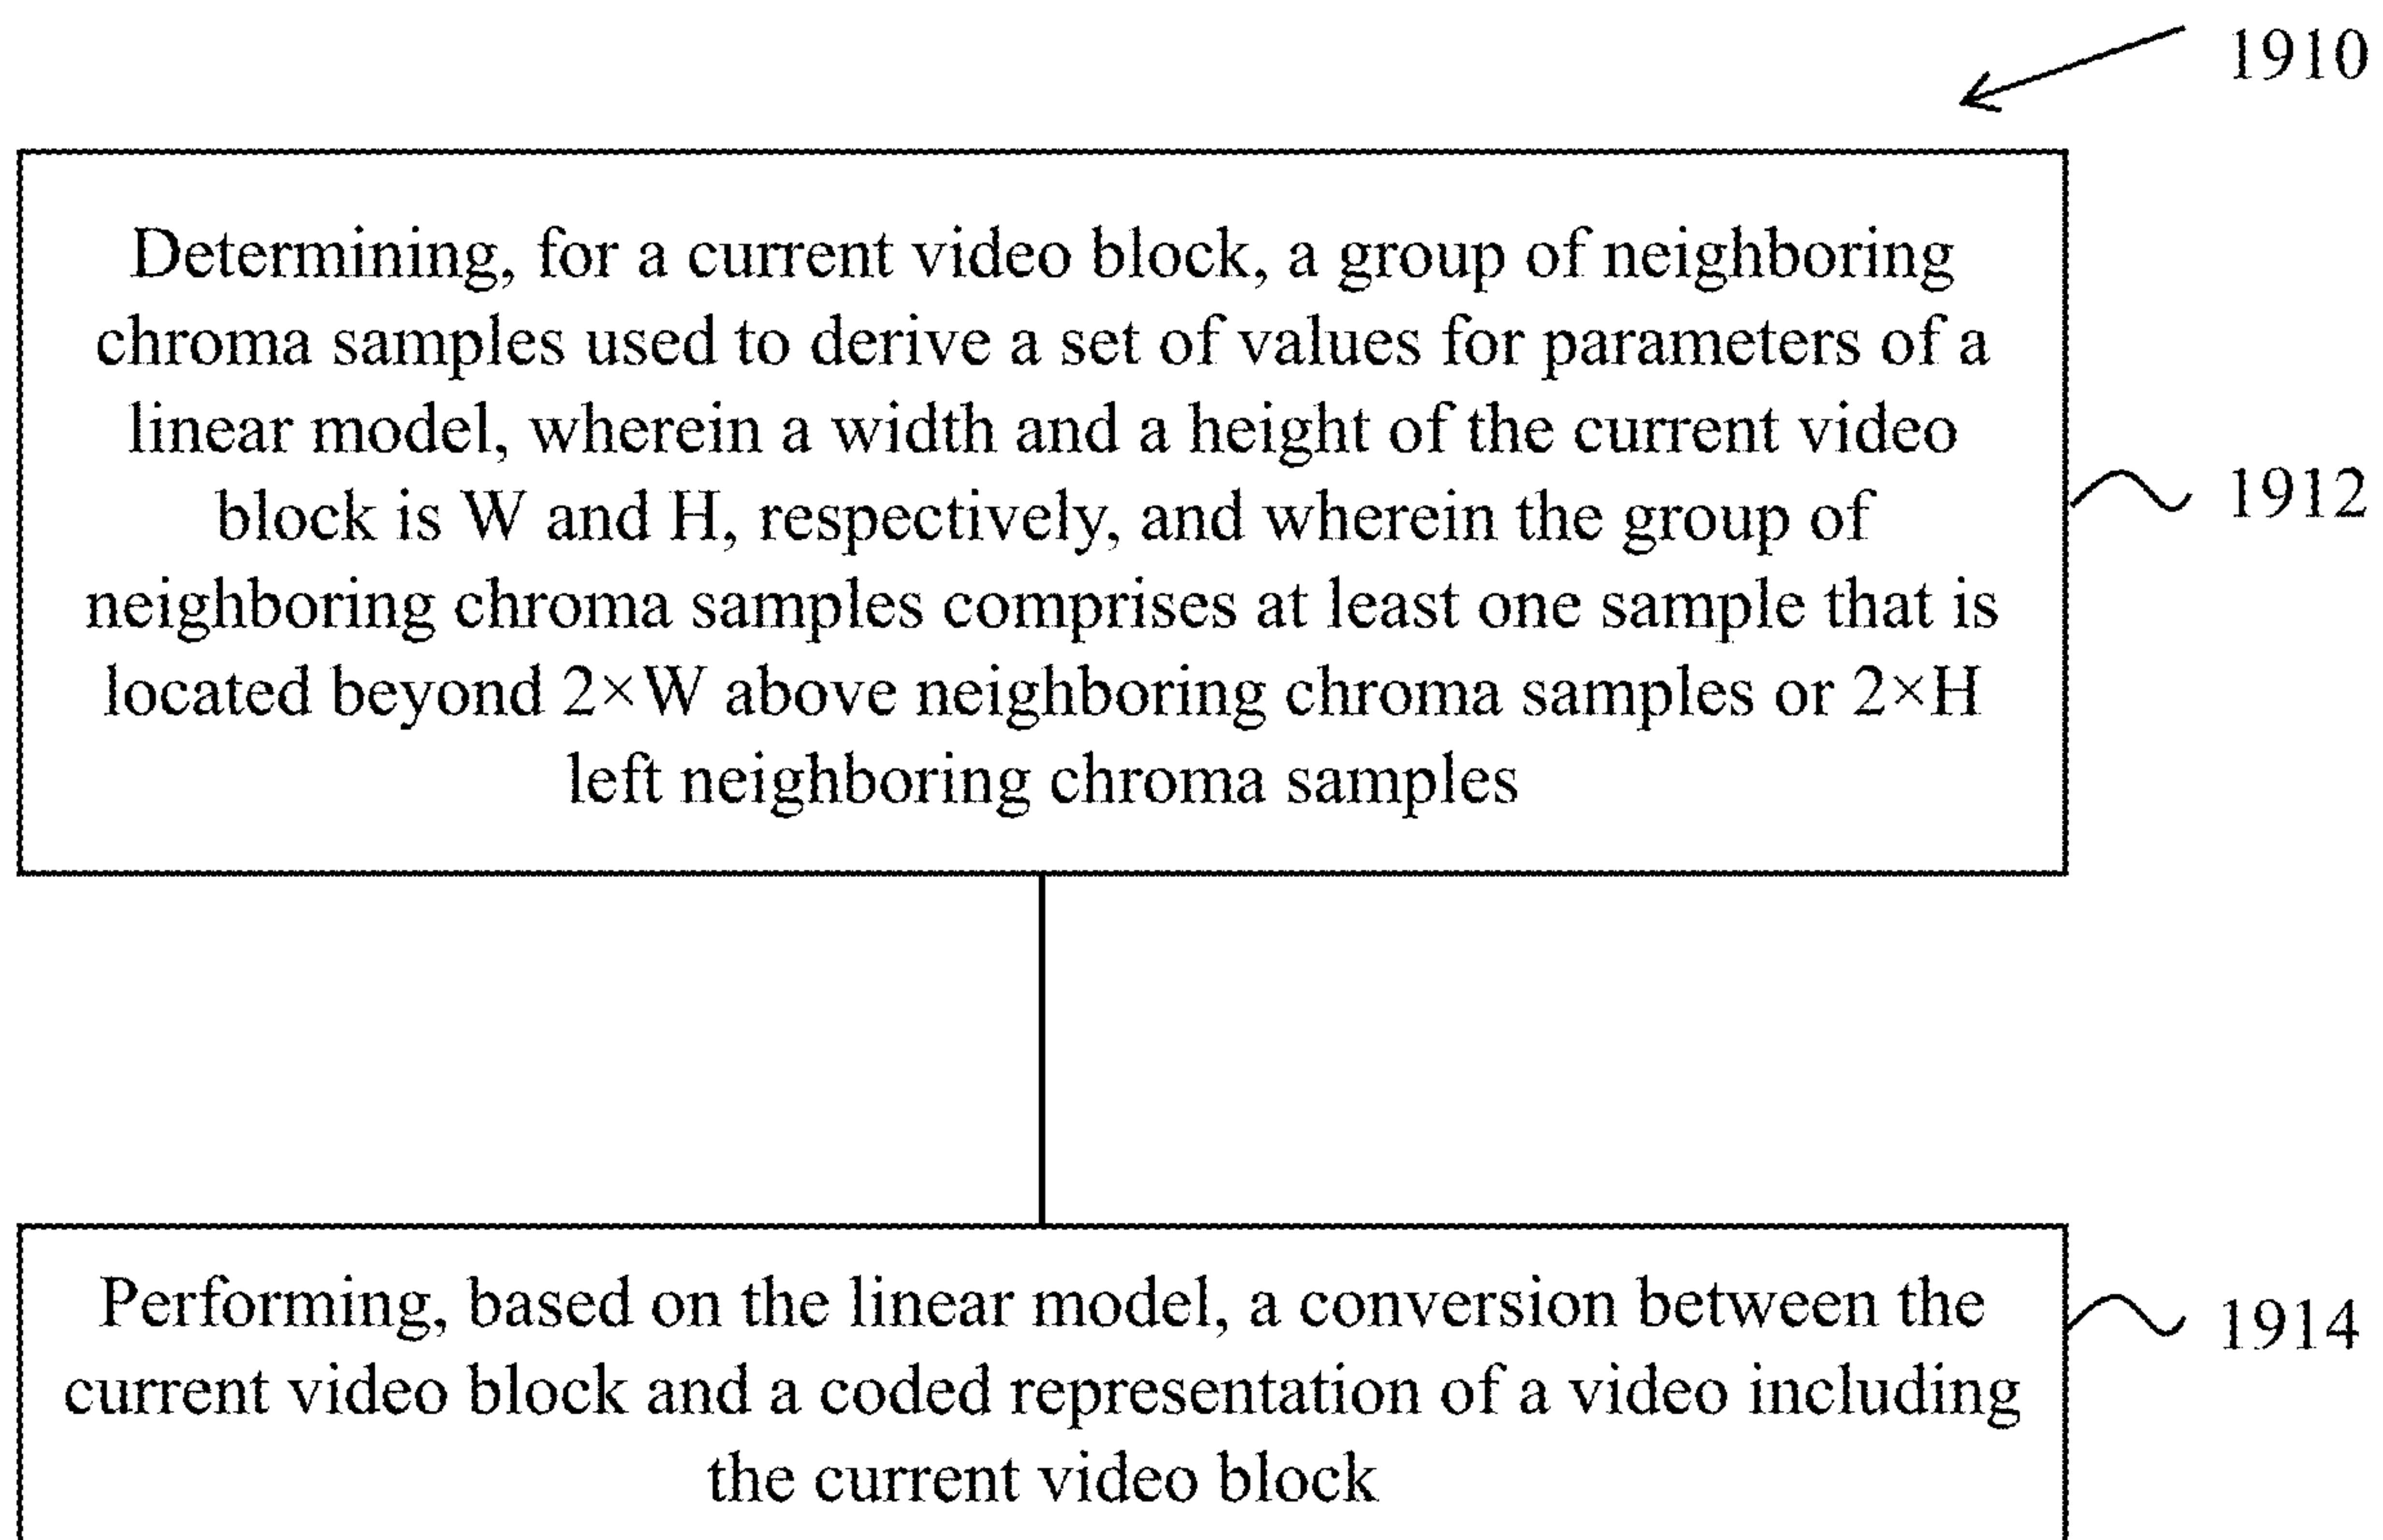 1910
Determining, for a current video block, a group of neighboring
chroma samples used to derive a set of values for parameters of a
linear model, wherein a width and a height of the current video
block is W and H, respectively, and wherein the group of
neighboring chroma samples comprises at least one sample that is
located beyond 2×W above neighboring chroma samples or 2×H
left neighboring chroma samples
1912
Performing, based on the linear model, a conversion between the
current video block and a coded representation of a video including
the current video block
1914